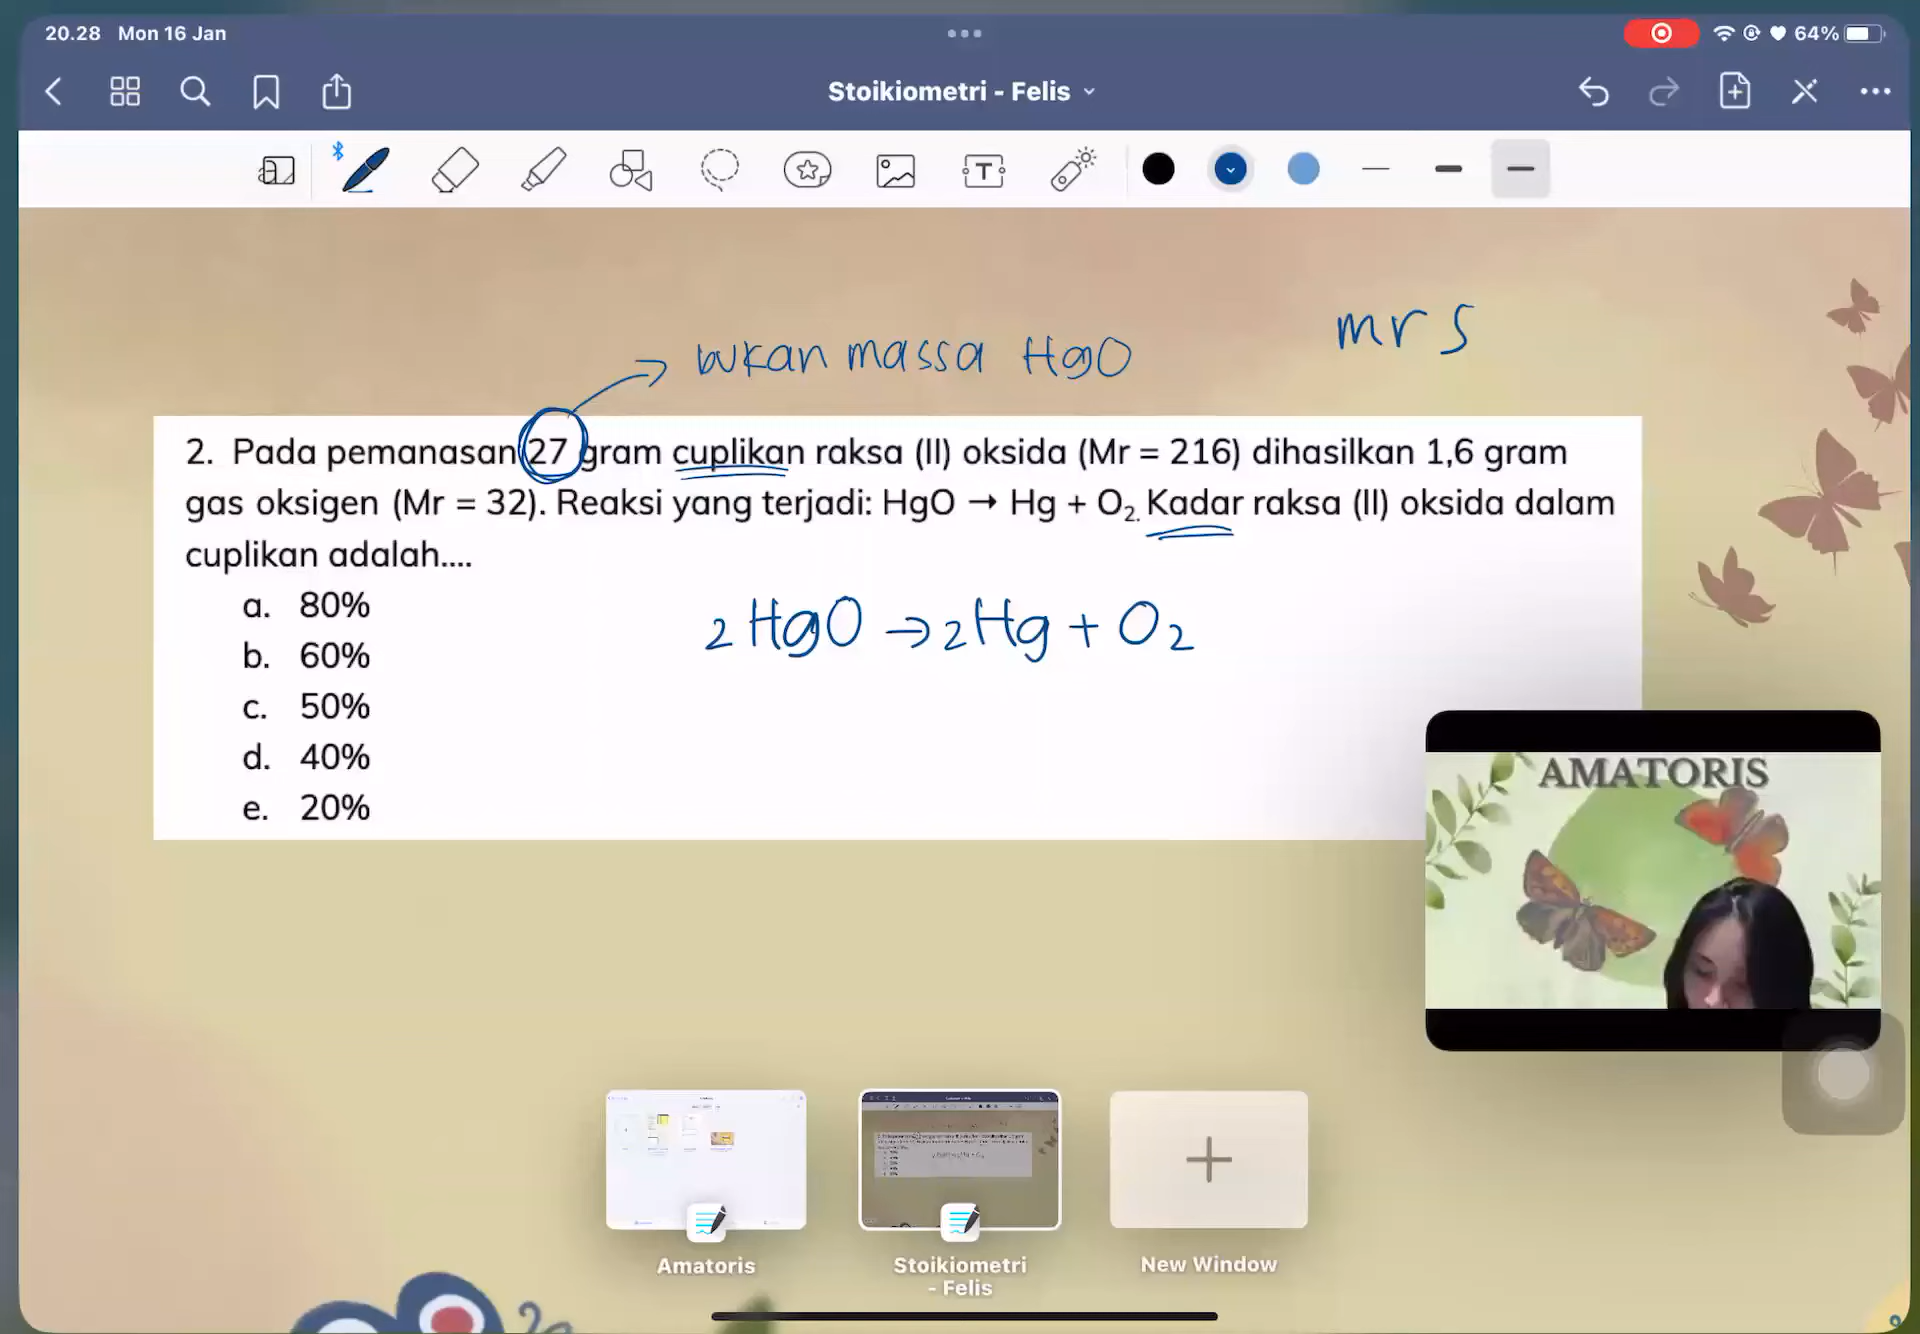 20.28 Mon 16 Jan
64%
Stoikiometri - Felis
a
T
bukan massa HgO
mr S
2. Pada pemanasan 27 gram cuplikan raksa (II) oksida (Mr = 216) dihasilkan 1,6 gram
gas oksigen (Mr = 32). Reaksi yang terjadi: HgO → Hg + O₂. Kadar raksa (II) oksida dalam
cuplikan adalah....
a. 80%
b. 60%
c. 50%
d. 40%
e. 20%
2 HgO → 2 Hg + O₂
AMATORIS
Amatoris
Stoikiometri
- Felis
New Window